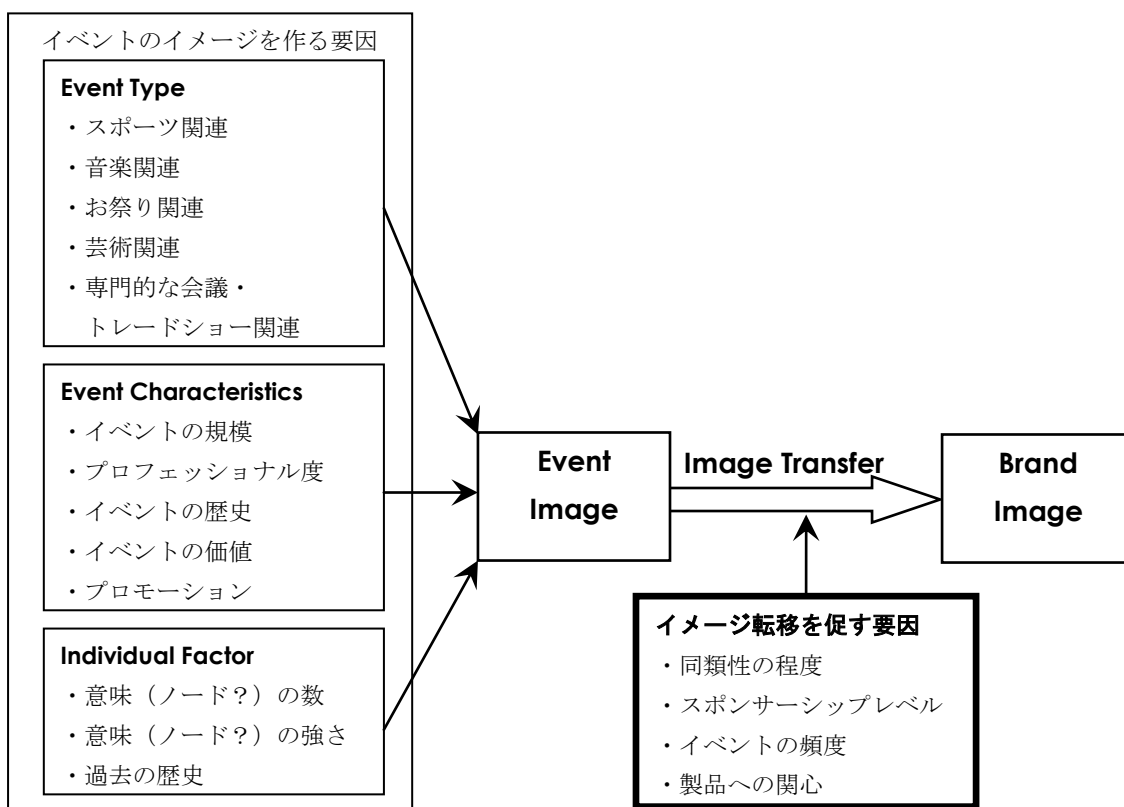 イベントのイメージを作る要因
Event Type
・スポーツ関連
・音楽関連
・お祭り関連
・芸術関連
・専門的な会議・
トレードショー関連
Event Characteristics
・イベントの規模
・プロフェッショナル度
・イベントの歴史
・イベントの価値
・プロモーション
Individual Factor
・意味（ノード？）の数
・意味（ノード？）の強さ
・過去の歴史
Event
Image
Image Transfer
Brand
Image
イメージ転移を促す要因
・同類性の程度
・スポンサーシップレベル
・イベントの頻度
・製品への関心